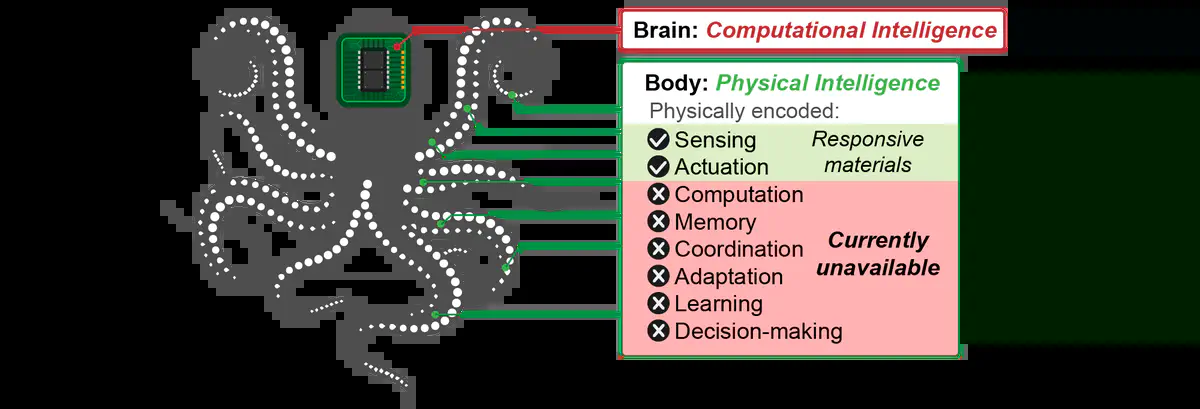 Brain: Computational Intelligence
Body: Physical Intelligence
Physically encoded:
Sensing
Actuation
Responsive
materials
Computation
Memory
Coordination
Adaptation
Learning
Decision-making
Currently
unavailable